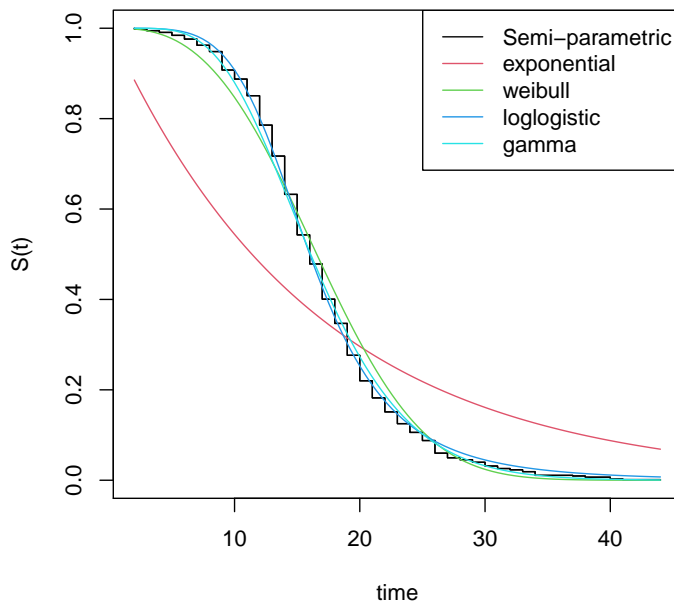 Semi−parametric
exponential
weibull
loglogistic
gamma
1.0
0.8
0.6
0.4
0.2
0.0
S(t)
10 20 30 40
time